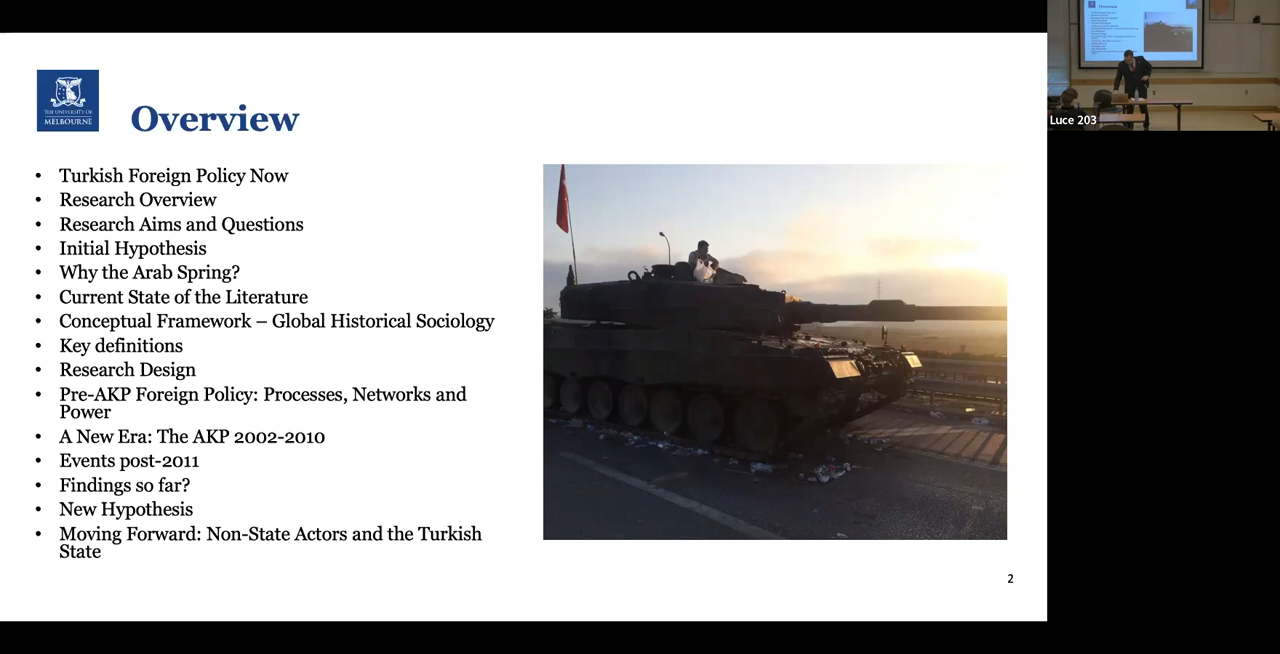 THE UNIVERSITY OF
MELBOURNE
Overview
• Turkish Foreign Policy Now
• Research Overview
• Research Aims and Questions
• Initial Hypothesis
• Why the Arab Spring?
• Current State of the Literature
• Conceptual Framework – Global Historical Sociology
• Key definitions
• Research Design
• Pre-AKP Foreign Policy: Processes, Networks and
Power
• A New Era: The AKP 2002-2010
• Events post-2011
• Findings so far?
• New Hypothesis
• Moving Forward: Non-State Actors and the Turkish
State
2
Overview
Luce 203